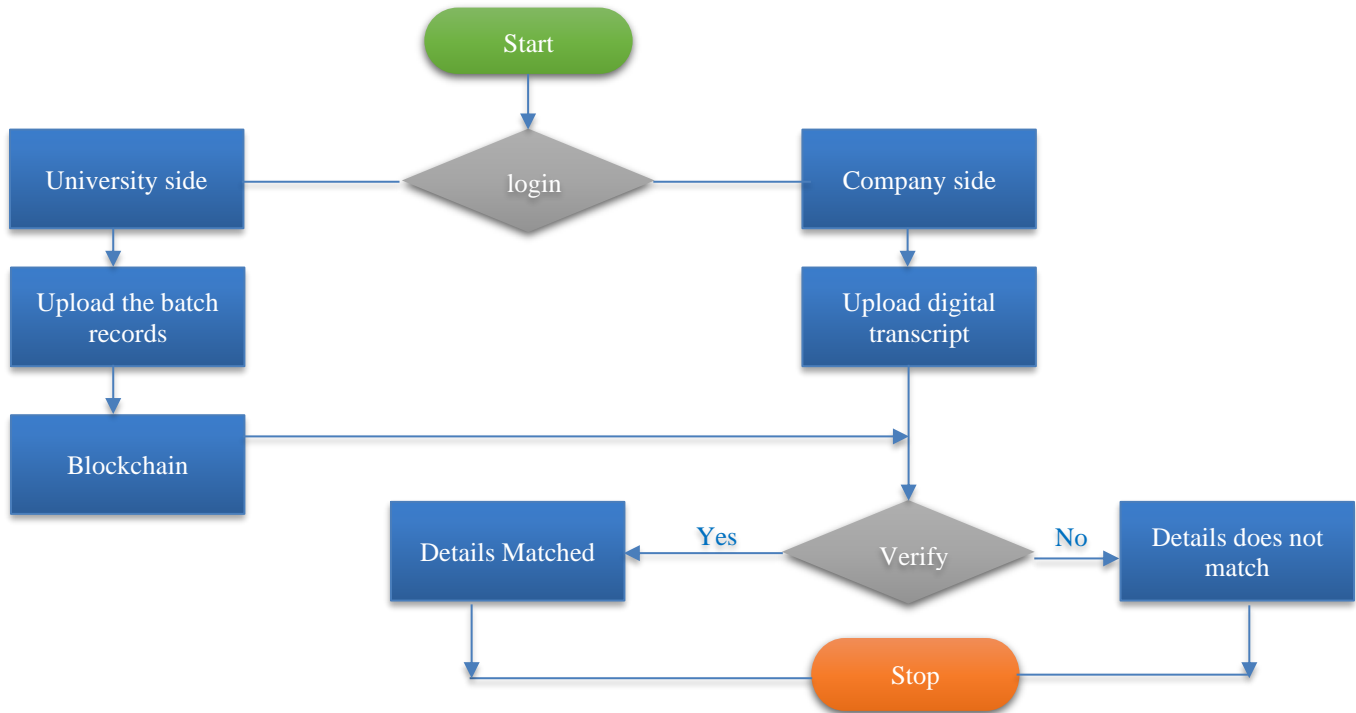 Start
University side
login
Company side
Upload the batch
records
Upload digital
transcript
Blockchain
Details Matched
Yes
Verify
No
Details does not
match
Stop